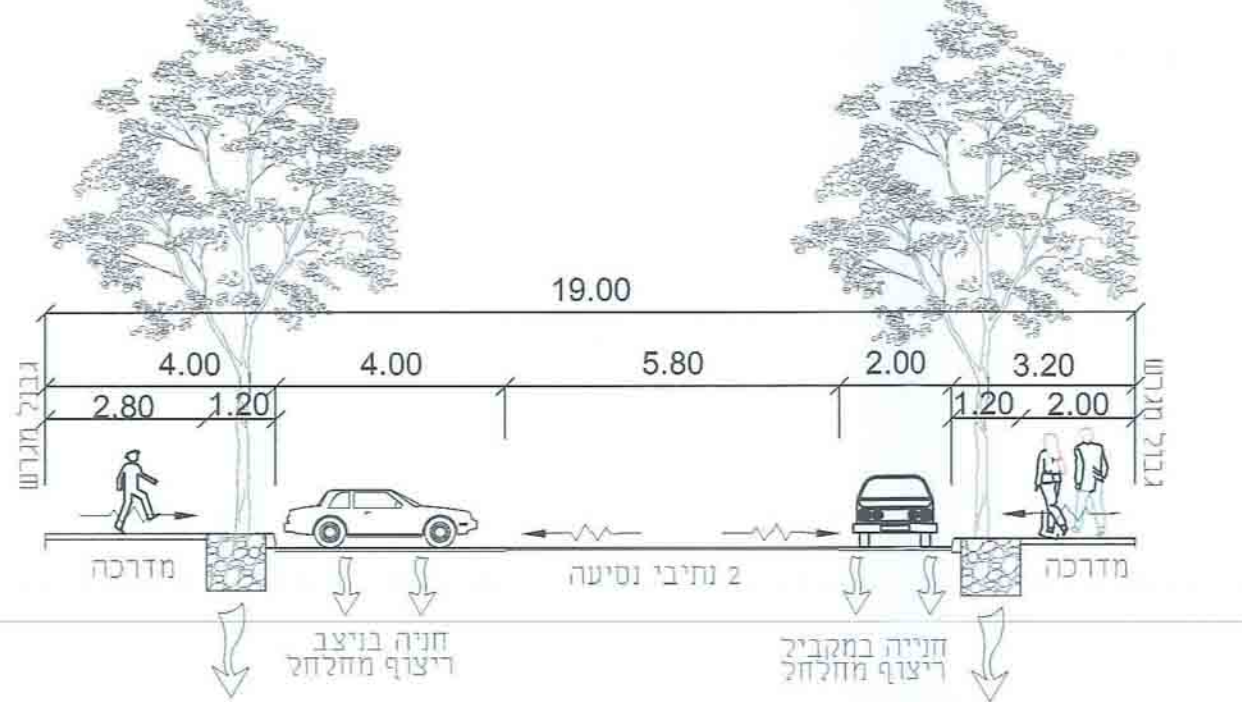 19.00
4.00 4.00 5.80 2.00 3.20
2.80 1.20 1.20 2.00
גבול מגרש
גבול מגרש
מדרכה
2 נתיבי נסיעה
מדרכה
חנייה במקביל
ריצוף מחלחל
חניה בניצב
ריצוף מחלחל